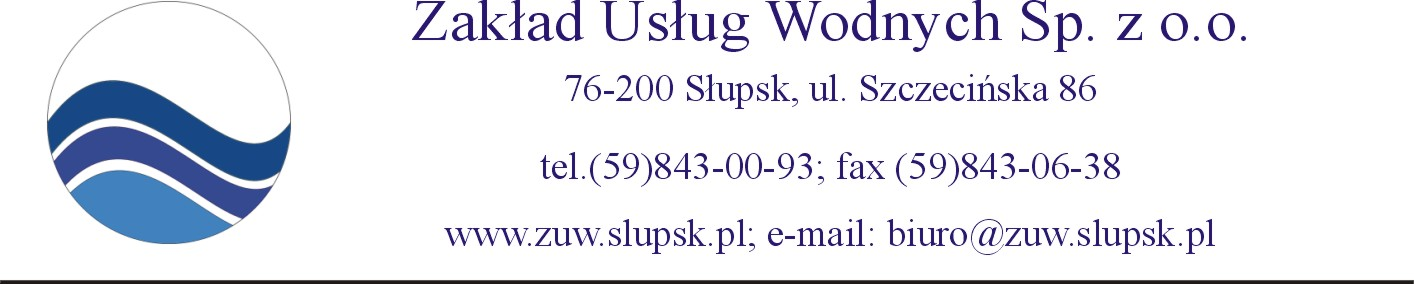 Zakład Usług Wodnych Sp. z o.o.
76-200 Słupsk, ul. Szczecińska 86
tel.(59)843-00-93; fax (59)843-06-38
www.zuw.slupsk.pl; e-mail: biuro@zuw.slupsk.pl